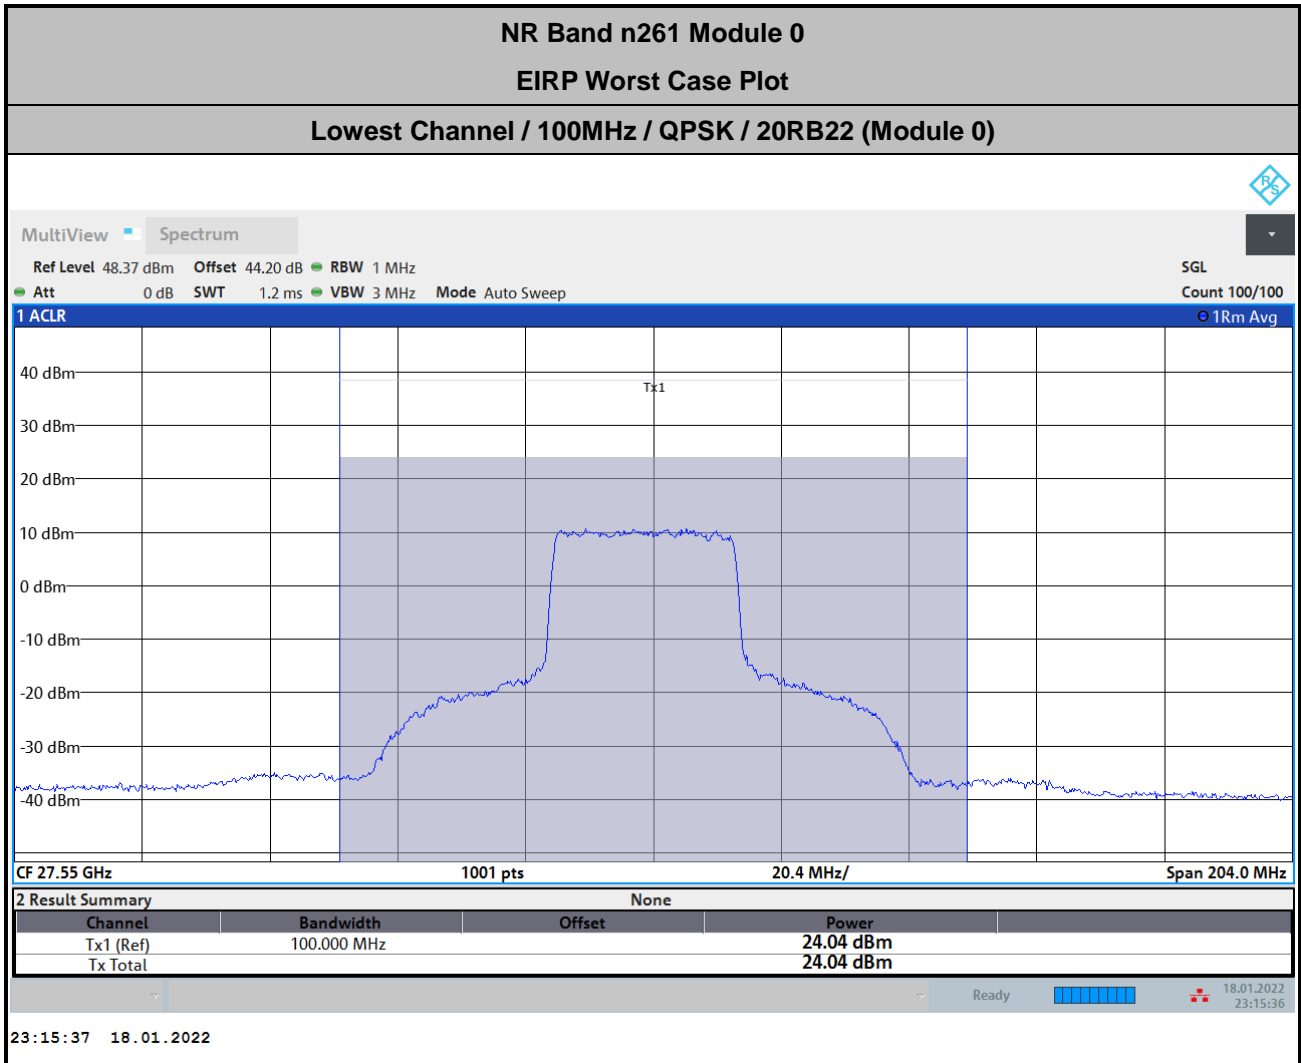 NR Band n261 Module 0
EIRP Worst Case Plot
Lowest Channel / 100MHz / QPSK / 20RB22 (Module 0)
R&S
MultiView Spectrum
Ref Level 48.37 dBm Offset 44.20 dB RBW 1 MHz SGL
Att 0 dB SWT 1.2 ms VBW 3 MHz Mode Auto Sweep Count 100/100
1 ACLR 1Rm Avg
40 dBm
Tx1
30 dBm
20 dBm
10 dBm
0 dBm
-10 dBm
-20 dBm
-30 dBm
-40 dBm
CF 27.55 GHz 1001 pts 20.4 MHz/ Span 204.0 MHz
2 Result Summary None
Channel Bandwidth Offset Power
Tx1 (Ref) 100.000 MHz 24.04 dBm
Tx Total 24.04 dBm
Ready 18.01.2022
23:15:36
23:15:37 18.01.2022